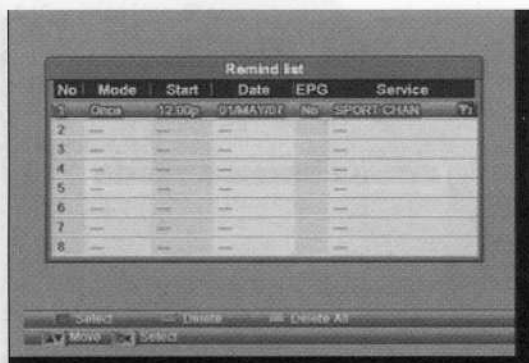 Remind list
No Mode Start Date EPG Service
1 Once 12:00p 01/MAY/07 No SPORT CHAN
2 --- --- --- ---
3 --- --- --- ---
4 --- --- --- ---
5 --- --- --- ---
6 --- --- --- ---
7 --- --- --- ---
8 --- --- --- ---
Select Delete Delete All
Move OK Select